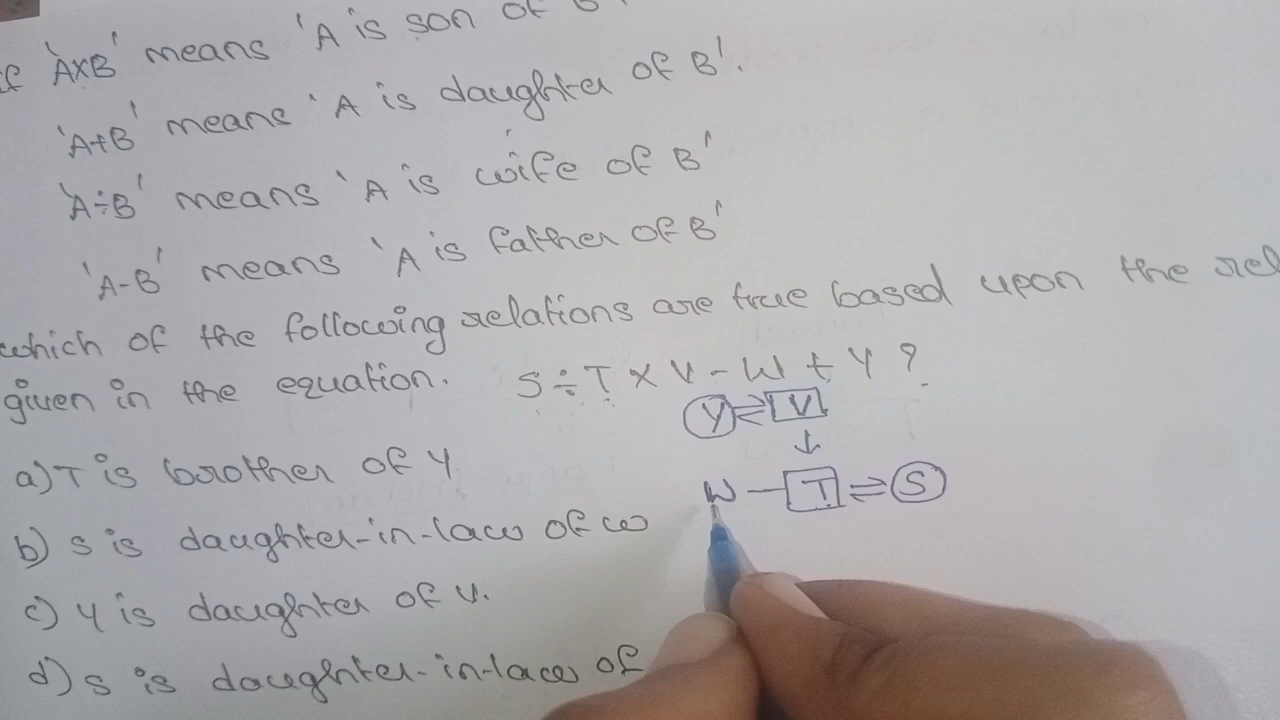 if 'A×B' means 'A is son of B'
'A+B' means 'A is daughter of B'.
'A÷B' means 'A is wife of B'
'A-B' means 'A is father of B'
which of the following relations are true based upon the rel
given in the equation. S÷T×V-W+Y?
Y⇌V
↓
W—T⇌S
a) T is brother of Y
b) S is daughter-in-law of W
c) Y is daughter of V.
d) S is daughter-in-law of